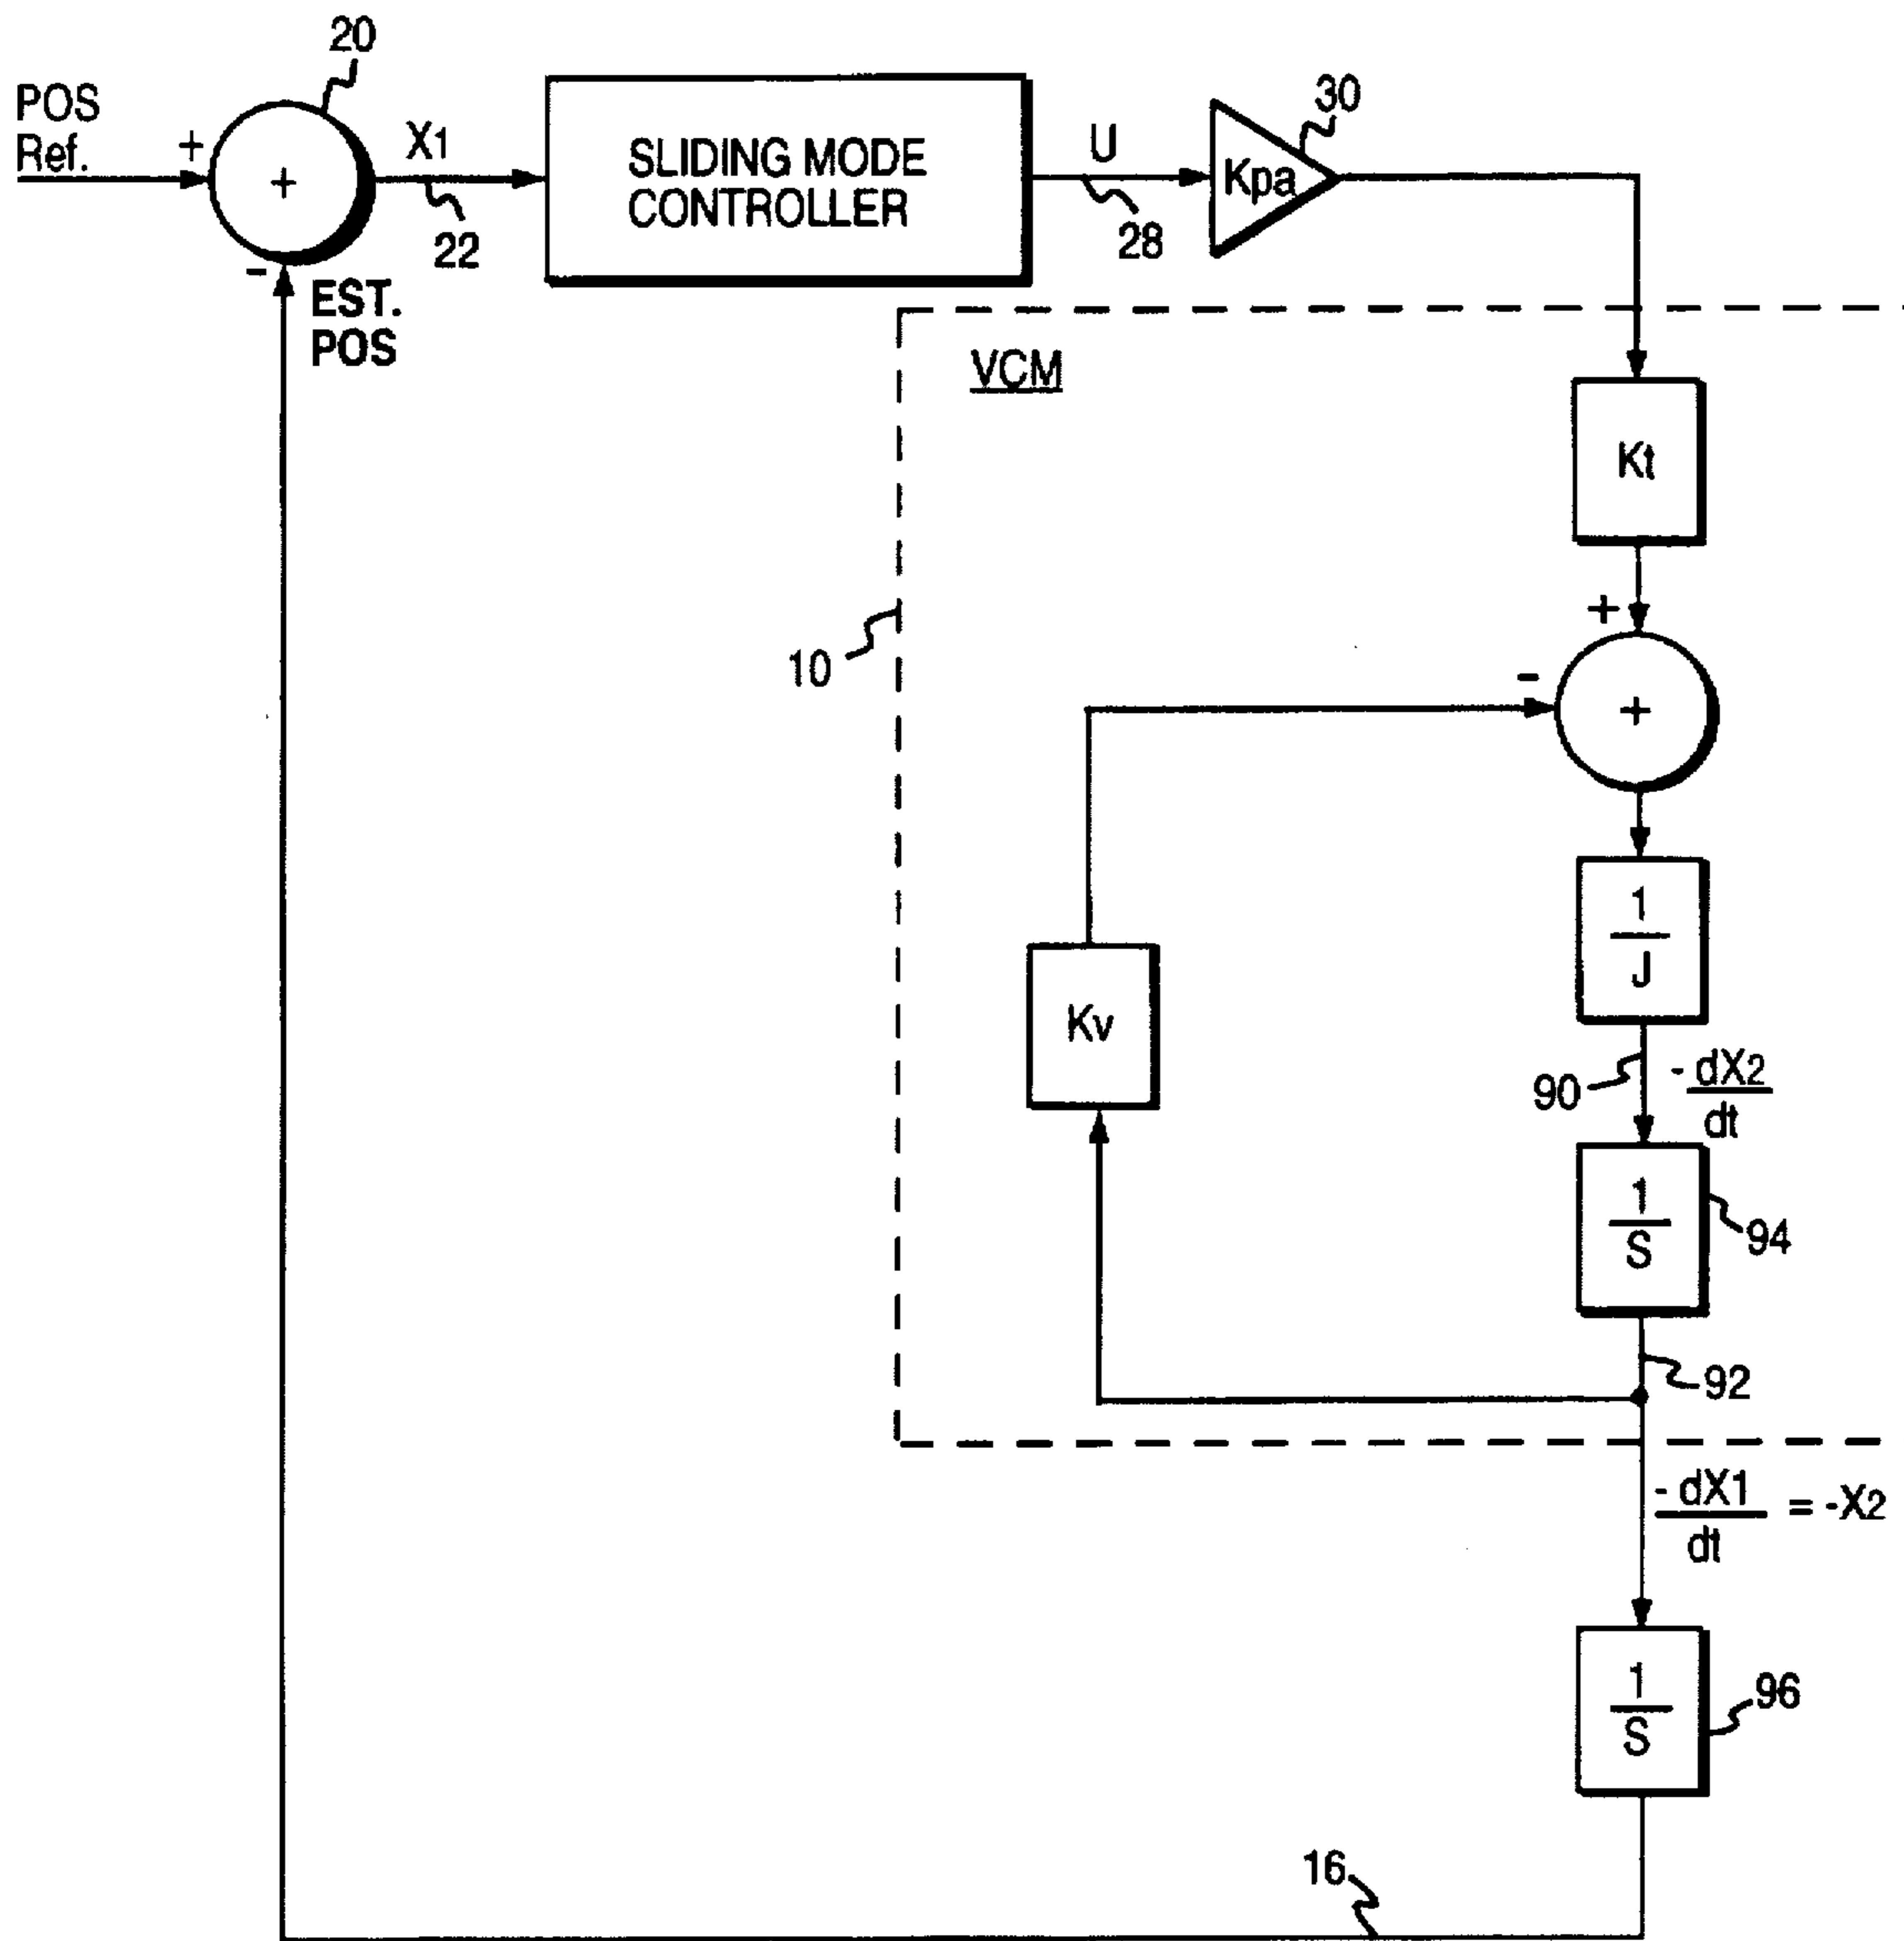 20
POS
Ref.
+
+
-
X1
22
EST.
POS
SLIDING MODE
CONTROLLER
U
28
Kpa
30
VCM
10
Kt
+
-
+
1
J
Kv
90
-dX2
dt
1
S
94
92
-dX1
dt
= -X2
1
S
96
16